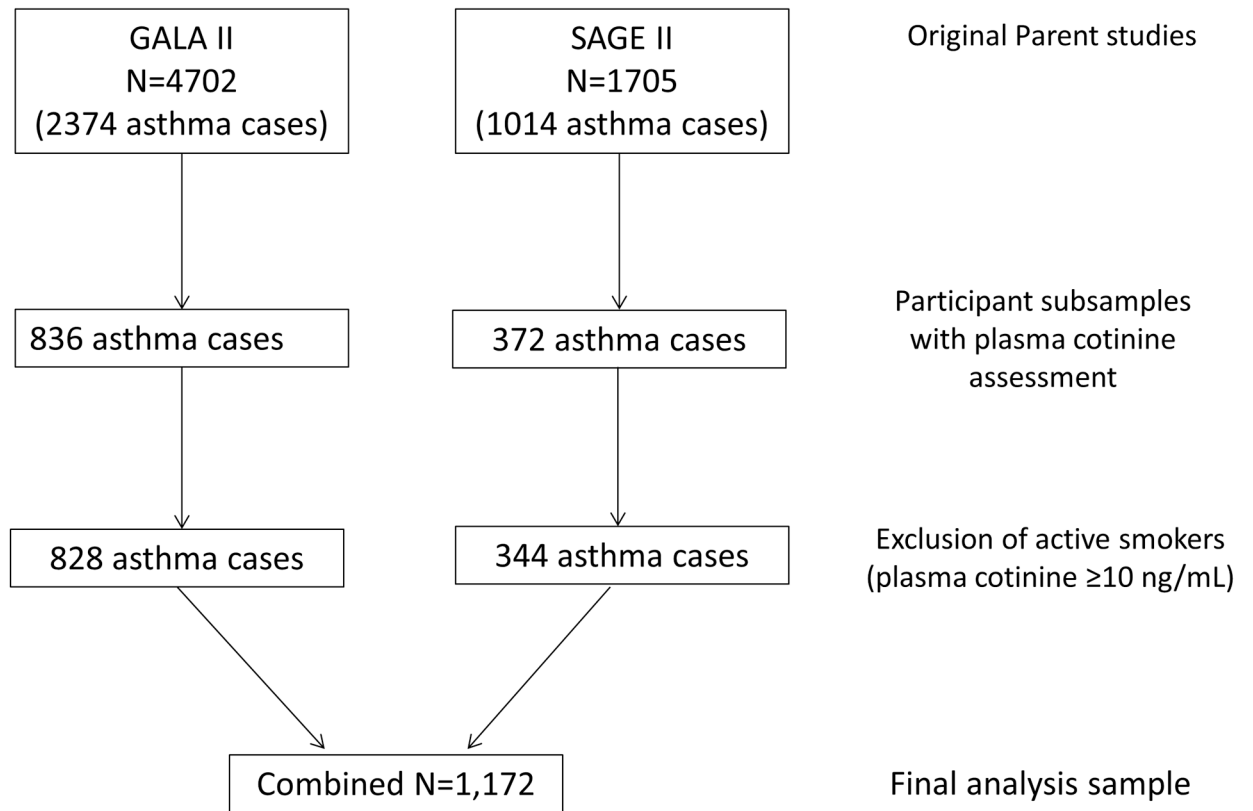 GALA II
N=4702
(2374 asthma cases)
SAGE II
N=1705
(1014 asthma cases)
Original Parent studies
836 asthma cases
372 asthma cases
Participant subsamples
with plasma cotinine
assessment
828 asthma cases
344 asthma cases
Exclusion of active smokers
(plasma cotinine ≥10 ng/mL)
Combined N=1,172
Final analysis sample